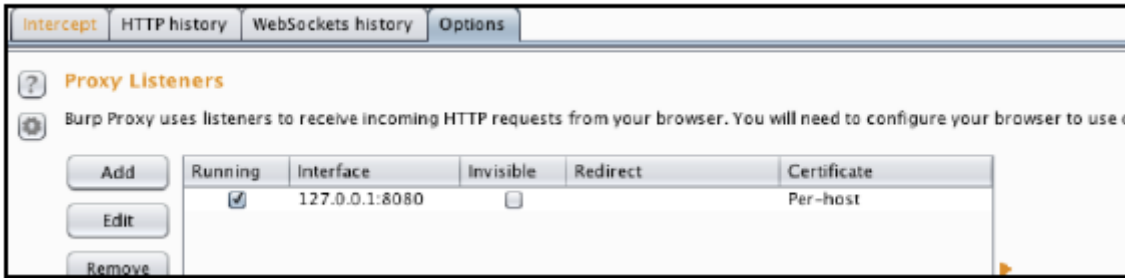 Intercept HTTP history WebSockets history Options
? Proxy Listeners
Burp Proxy uses listeners to receive incoming HTTP requests from your browser. You will need to configure your browser to use
Add Running Interface Invisible Redirect Certificate
127.0.0.1:8080 Per-host
Edit
Remove